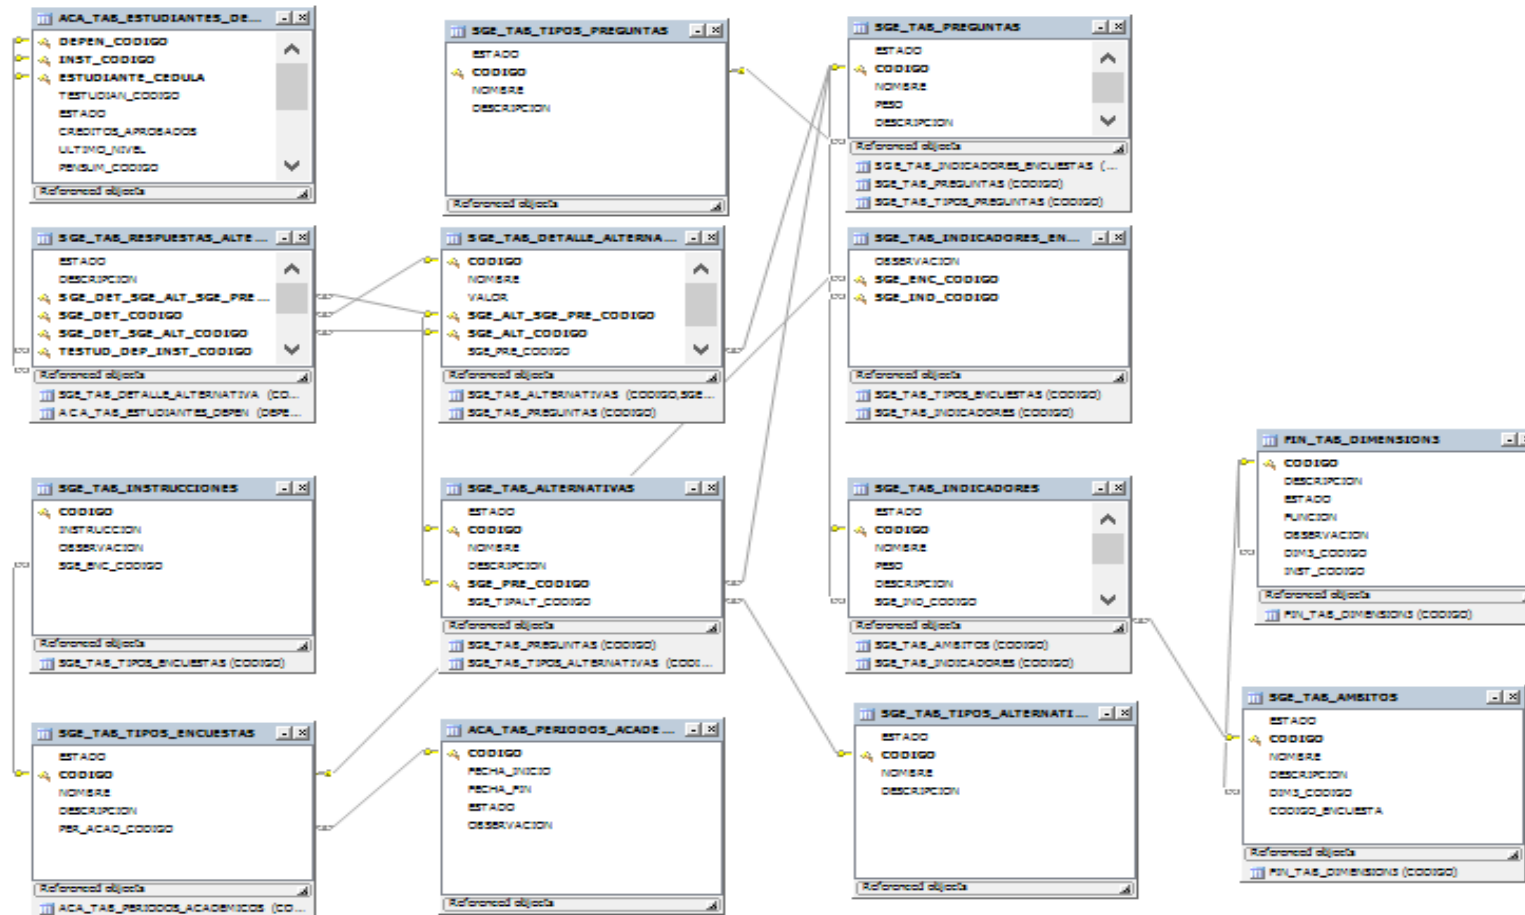 ACA_TAB_ESTUDIANTES_DE...
DEPEN_CODIGO
INST_CODIGO
ESTUDIANTE_CEDULA
TESTUDIAN_CODIGO
ESTADO
CREDITOS_APROBADOS
ULTIMO_NIVEL
PENSUM_CODIGO
Referenced objects
SGE_TAB_TIPOS_PREGUNTAS
ESTADO
CODIGO
NOMBRE
DESCRIPCION
Referenced objects
SGE_TAB_PREGUNTAS
ESTADO
CODIGO
NOMBRE
PESO
DESCRIPCION
Referenced objects
SGE_TAB_INDICADORES_ENCUESTAS (...
SGE_TAB_PREGUNTAS (CODIGO)
SGE_TAB_TIPOS_PREGUNTAS (CODIGO)
SGE_TAB_RESPUESTAS_ALTE...
ESTADO
DESCRIPCION
SGE_DET_SGE_ALT_SGE_PRE...
SGE_DET_CODIGO
SGE_DET_SGE_ALT_CODIGO
TESTUD_DEP_INST_CODIGO
Referenced objects
SGE_TAB_DETALLE_ALTERNATIVA (CO...
ACA_TAB_ESTUDIANTES_DEPEN (DEPE...
SGE_TAB_DETALLE_ALTERNA...
CODIGO
NOMBRE
VALOR
SGE_ALT_SGE_PRE_CODIGO
SGE_ALT_CODIGO
SGE_PRE_CODIGO
Referenced objects
SGE_TAB_ALTERNATIVAS (CODIGO,SGE...
SGE_TAB_PREGUNTAS (CODIGO)
SGE_TAB_INDICADORES_EN...
OBSERVACION
SGE_ENC_CODIGO
SGE_IND_CODIGO
Referenced objects
SGE_TAB_TIPOS_ENCUESTAS (CODIGO)
SGE_TAB_INDICADORES (CODIGO)
SGE_TAB_INSTRUCCIONES
CODIGO
INSTRUCCION
OBSERVACION
SGE_ENC_CODIGO
Referenced objects
SGE_TAB_TIPOS_ENCUESTAS (CODIGO)
SGE_TAB_ALTERNATIVAS
ESTADO
CODIGO
NOMBRE
DESCRIPCION
SGE_PRE_CODIGO
SGE_TIPALT_CODIGO
Referenced objects
SGE_TAB_PREGUNTAS (CODIGO)
SGE_TAB_TIPOS_ALTERNATIVAS (CODI...
SGE_TAB_INDICADORES
ESTADO
CODIGO
NOMBRE
PESO
DESCRIPCION
SGE_IND_CODIGO
Referenced objects
SGE_TAB_AMBITOS (CODIGO)
SGE_TAB_INDICADORES (CODIGO)
FIN_TAB_DIMENSION3
CODIGO
DESCRIPCION
ESTADO
FUNCION
OBSERVACION
DIM3_CODIGO
INST_CODIGO
Referenced objects
FIN_TAB_DIMENSION3 (CODIGO)
SGE_TAB_TIPOS_ENCUESTAS
ESTADO
CODIGO
NOMBRE
DESCRIPCION
PER_ACAD_CODIGO
Referenced objects
ACA_TAB_PERIODOS_ACADEMICOS (CO...
ACA_TAB_PERIODOS_ACADE...
CODIGO
FECHA_INICIO
FECHA_FIN
ESTADO
OBSERVACION
Referenced objects
SGE_TAB_TIPOS_ALTERNATI...
ESTADO
CODIGO
NOMBRE
DESCRIPCION
Referenced objects
SGE_TAB_AMBITOS
ESTADO
CODIGO
NOMBRE
DESCRIPCION
DIM3_CODIGO
CODIGO_ENCUESTA
Referenced objects
FIN_TAB_DIMENSION3 (CODIGO)